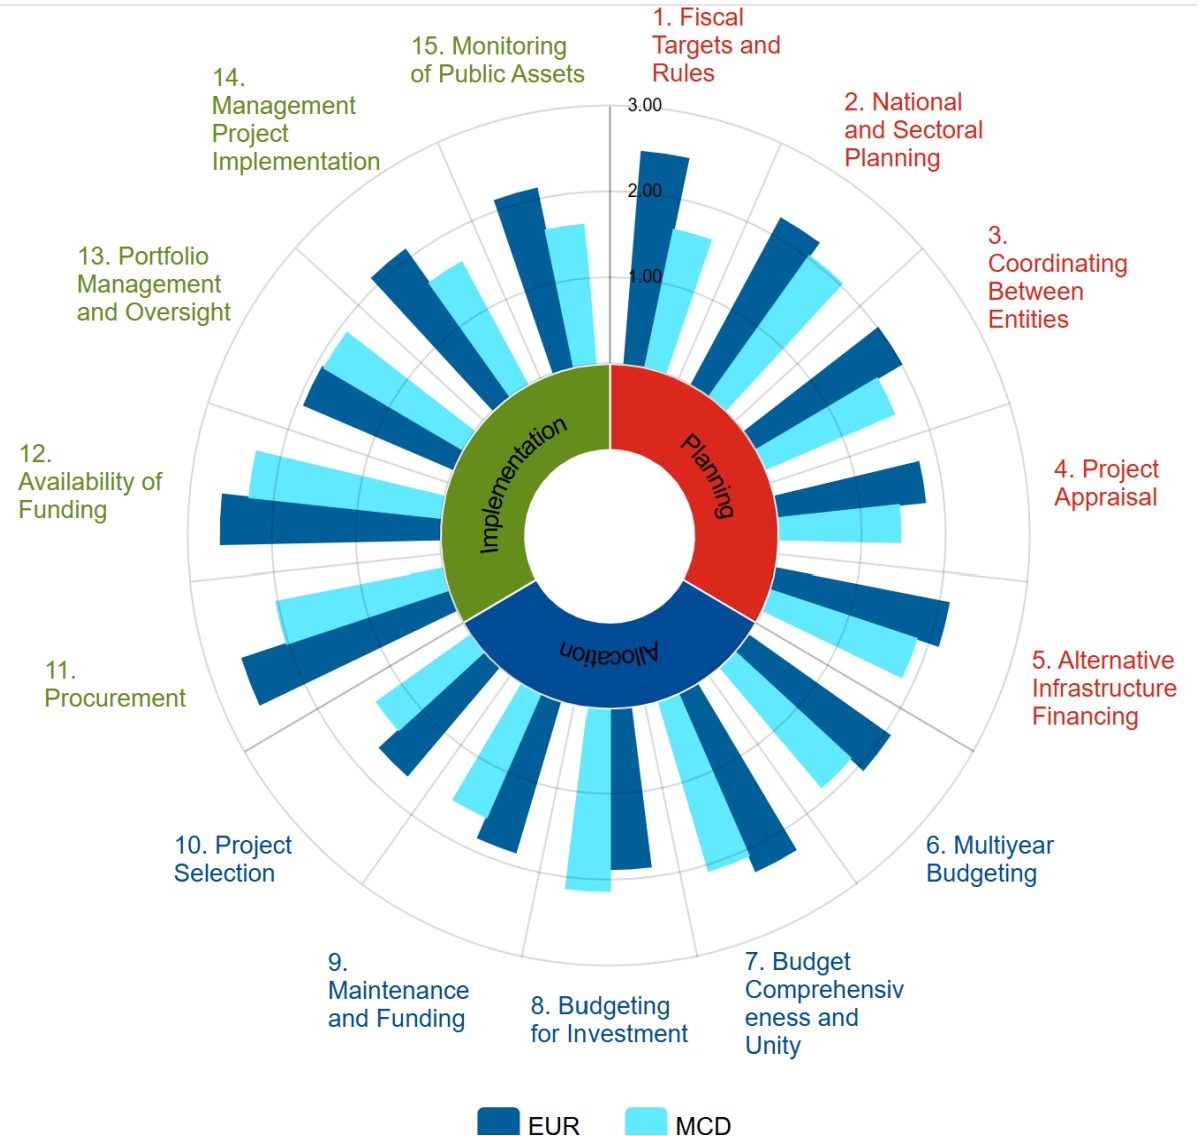 1. Fiscal
Targets and
Rules
2. National
and Sectoral
Planning
3.
Coordinating
Between
Entities
4. Project
Appraisal
5. Alternative
Infrastructure
Financing
6. Multiyear
Budgeting
7. Budget
Comprehensiv
eness and
Unity
8. Budgeting
for Investment
9.
Maintenance
and Funding
10. Project
Selection
11.
Procurement
12.
Availability of
Funding
13. Portfolio
Management
and Oversight
14.
Management
Project
Implementation
15. Monitoring
of Public Assets
3.00
2.00
1.00
Planning
Allocation
Implementation
EUR
MCD